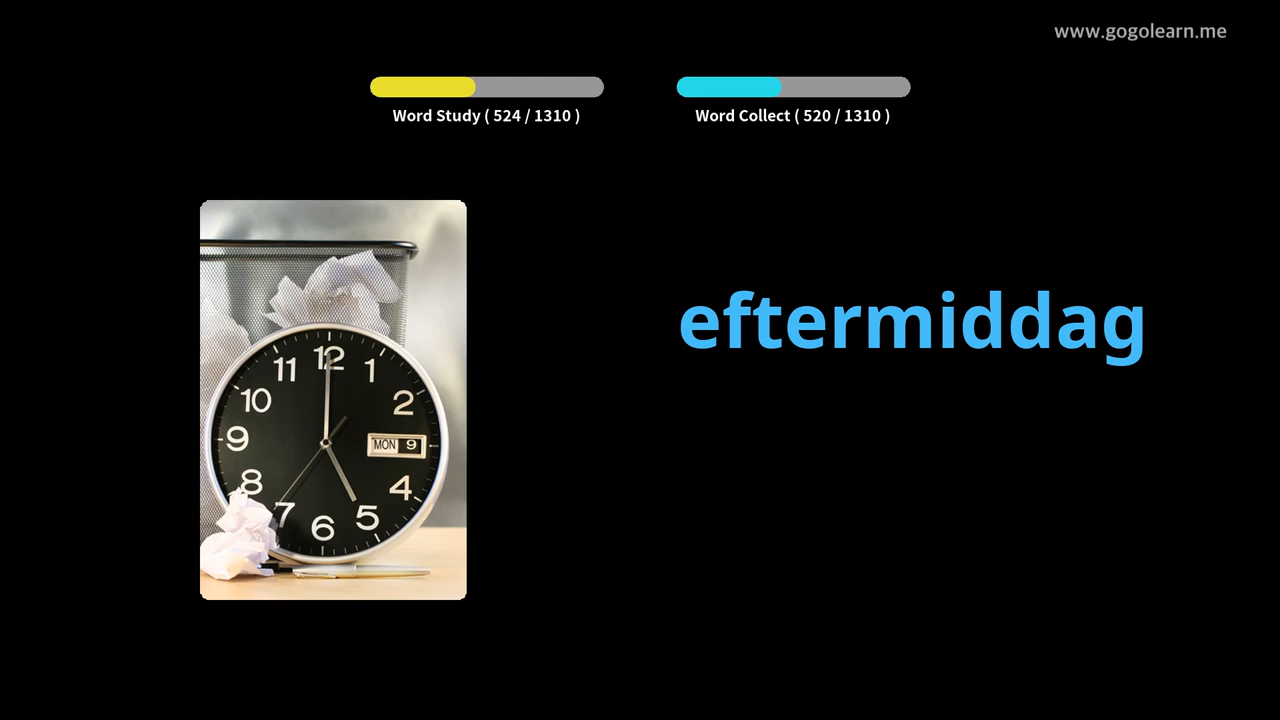 www.gogolearn.me
Word Study ( 524 / 1310 )
Word Collect ( 520 / 1310 )
eftermiddag
12
11
1
10
2
9
MON 9
8
4
7
5
6